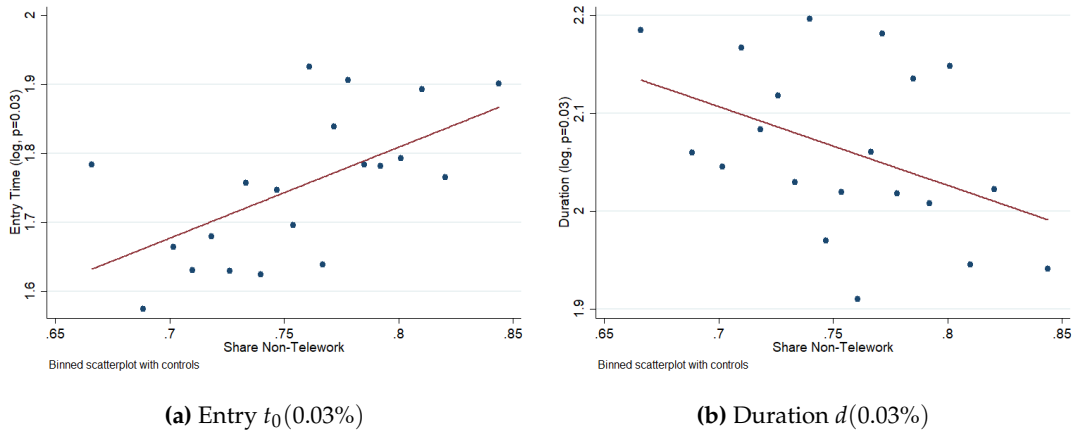 2
1.9
1.8
1.7
1.6
Entry Time (log, p=0.03)
.65 .7 .75 .8 .85
Share Non-Telework
Binned scatterplot with controls
(a) Entry t₀(0.03%)
2.2
2.1
2
1.9
Duration (log, p=0.03)
.65 .7 .75 .8 .85
Share Non-Telework
Binned scatterplot with controls
(b) Duration d(0.03%)